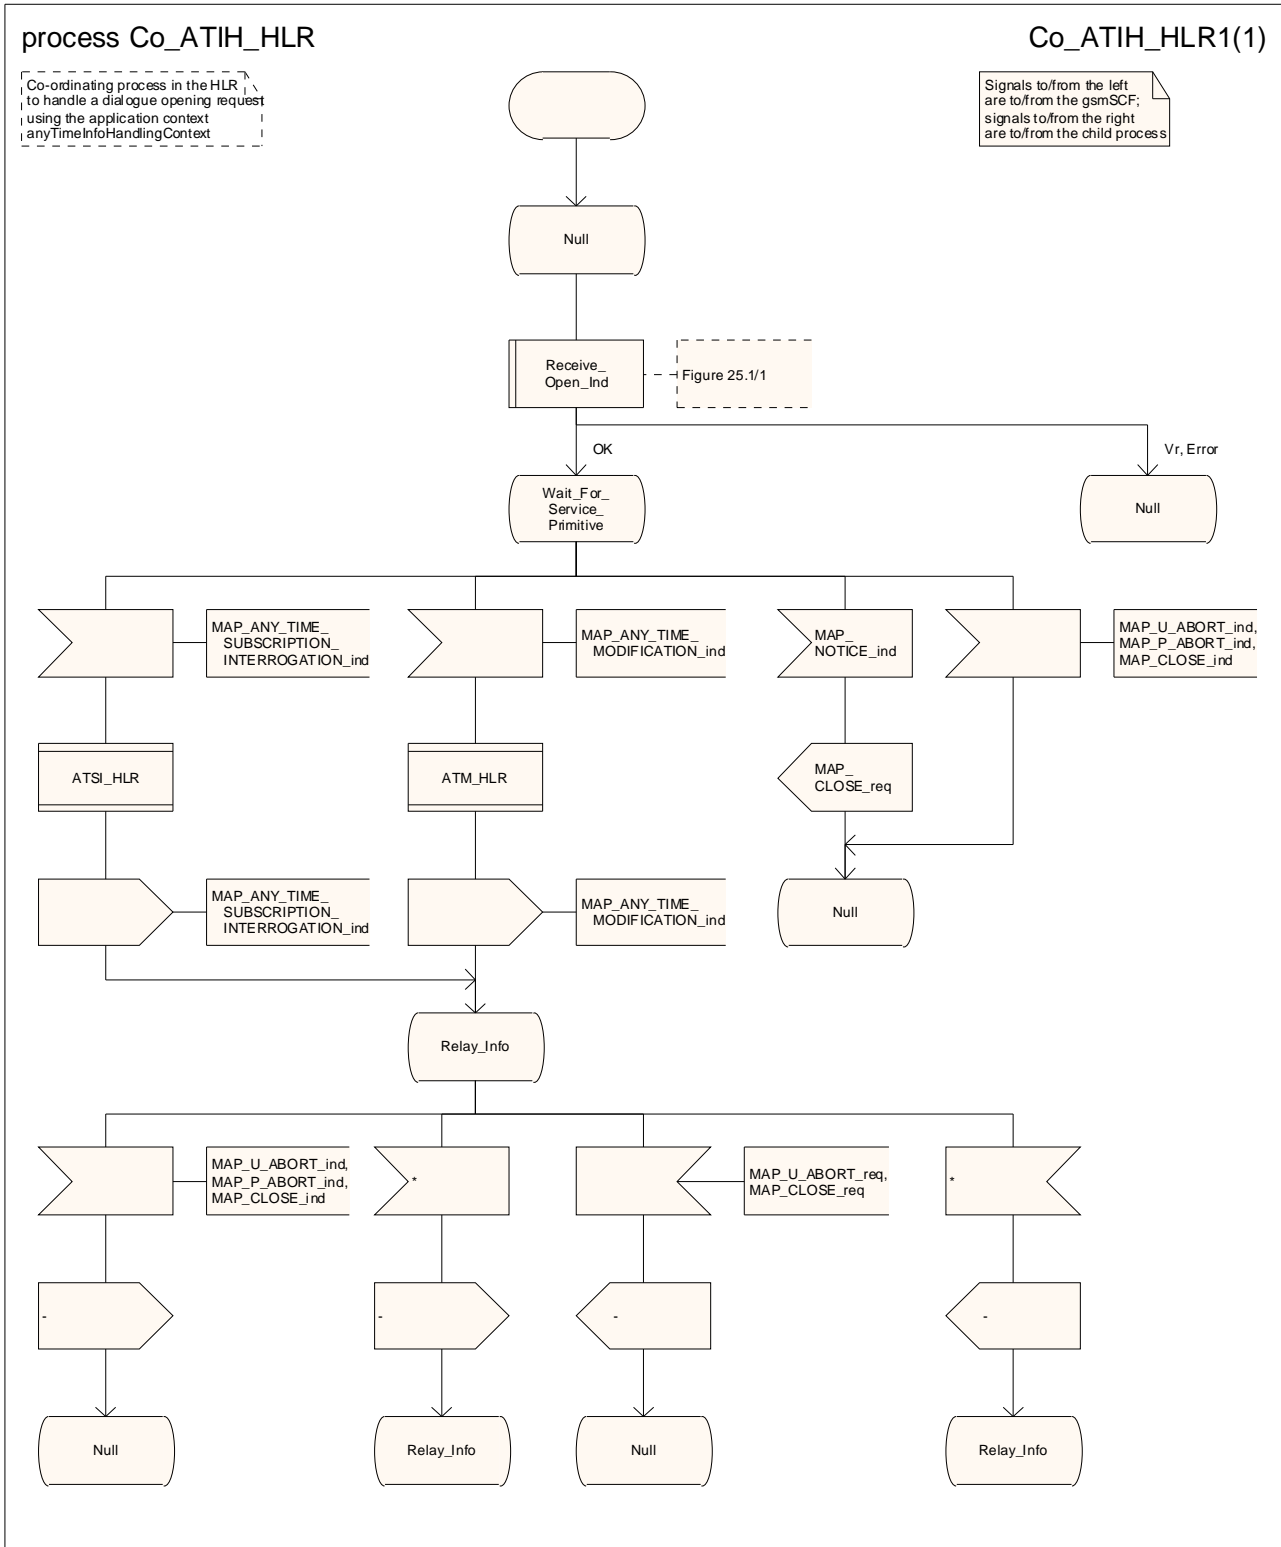 process Co_ATIH_HLR
Co_ATIH_HLR1(1)
Co-ordinating process in the HLR
to handle a dialogue opening request
using the application context
anyTimeInfoHandlingContext
Signals to/from the left
are to/from the gsmSCF;
signals to/from the right
are to/from the child process
Null
Receive_
Open_Ind
Figure 25.1/1
OK
Vr, Error
Wait_For_
Service_
Primitive
Null
MAP_ANY_TIME_
SUBSCRIPTION_
INTERROGATION_ind
MAP_ANY_TIME_
MODIFICATION_ind
MAP_
NOTICE_ind
MAP_U_ABORT_ind,
MAP_P_ABORT_ind,
MAP_CLOSE_ind
ATSI_HLR
ATM_HLR
MAP_
CLOSE_req
MAP_ANY_TIME_
SUBSCRIPTION_
INTERROGATION_ind
MAP_ANY_TIME_
MODIFICATION_ind
Null
Relay_Info
MAP_U_ABORT_ind,
MAP_P_ABORT_ind,
MAP_CLOSE_ind
*
MAP_U_ABORT_req,
MAP_CLOSE_req
*
-
-
-
-
Null
Relay_Info
Null
Relay_Info